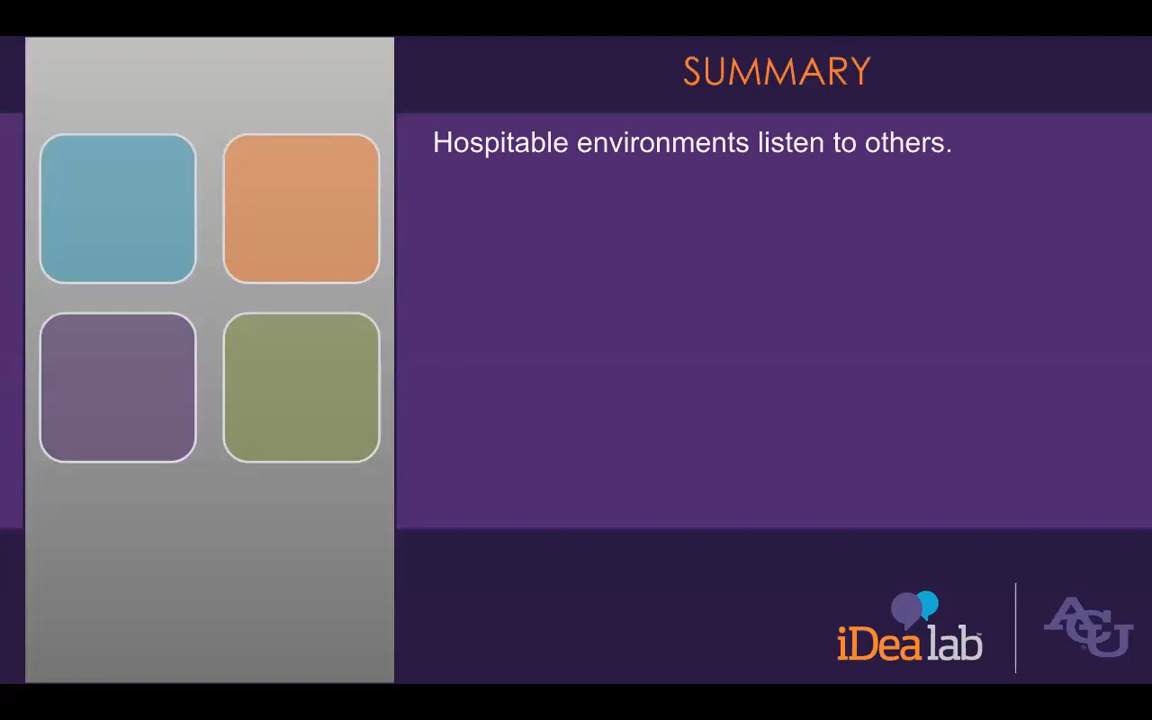 SUMMARY
Hospitable environments listen to others.
iDea lab
ACU